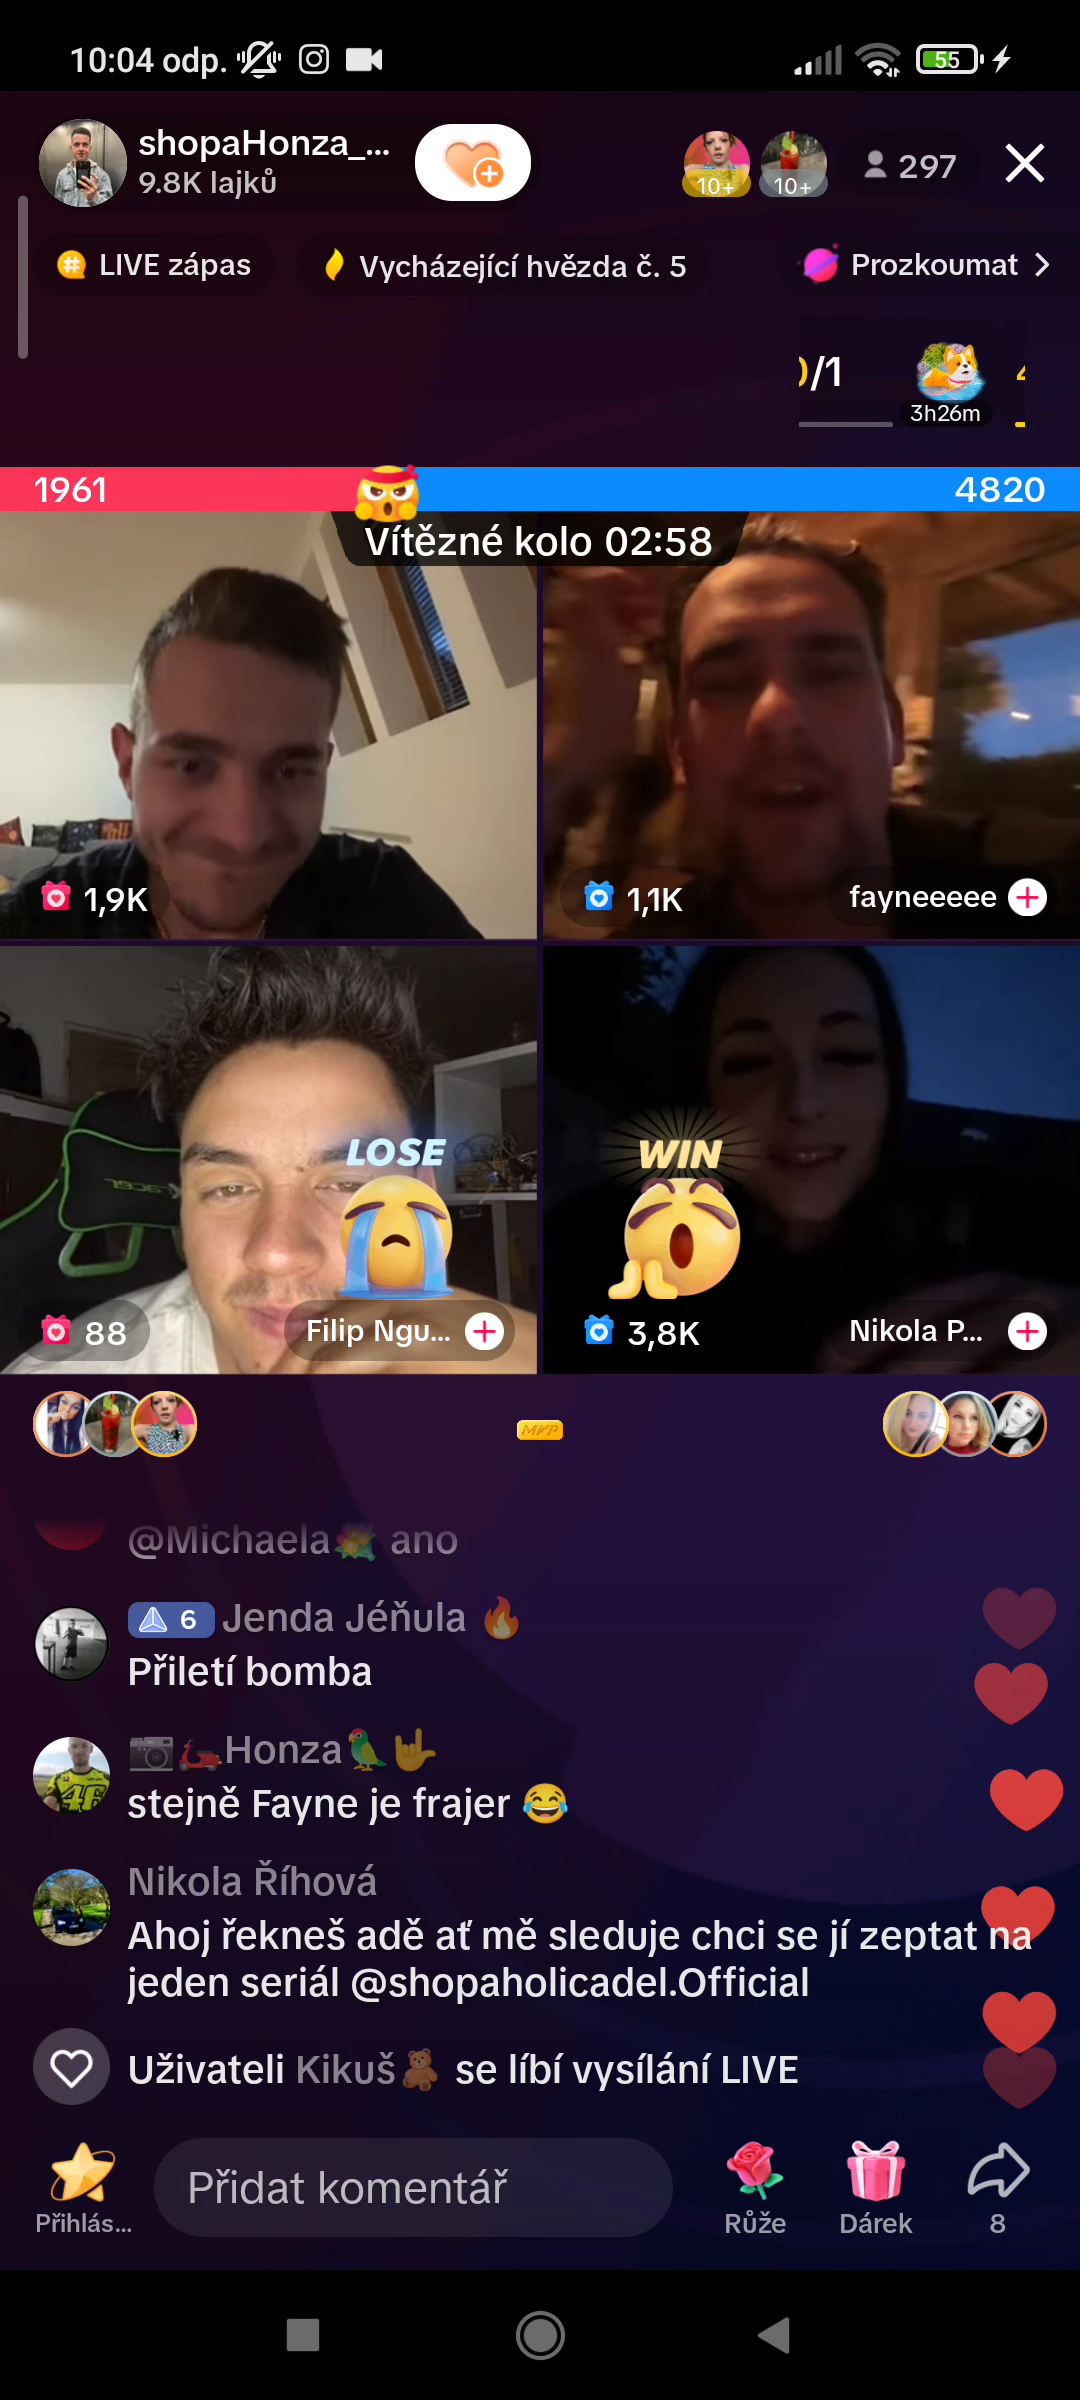 10:04 odp.
55
shopaHonza_...
9.8K lajků
10+
10+
297
LIVE zápas
Vycházející hvězda č. 5
Prozkoumat
/1
3h26m
1961
4820
Vítězné kolo 02:58
1,9K
1,1K
fayneeeee
acer
LOSE
WIN
88
Filip Ngu...
3,8K
Nikola P...
MVP
@Michaela💐 ano
6 Jenda Jéňula 🔥
Přiletí bomba
📷🛵Honza🦜🤟
stejně Fayne je frajer 😂
Nikola Říhová
Ahoj řekneš adě ať mě sleduje chci se jí zeptat na
jeden seriál @shopaholicadel.Official
Uživateli Kikuš🧸 se líbí vysílání LIVE
Přihlás...
Přidat komentář
Růže
Dárek
8